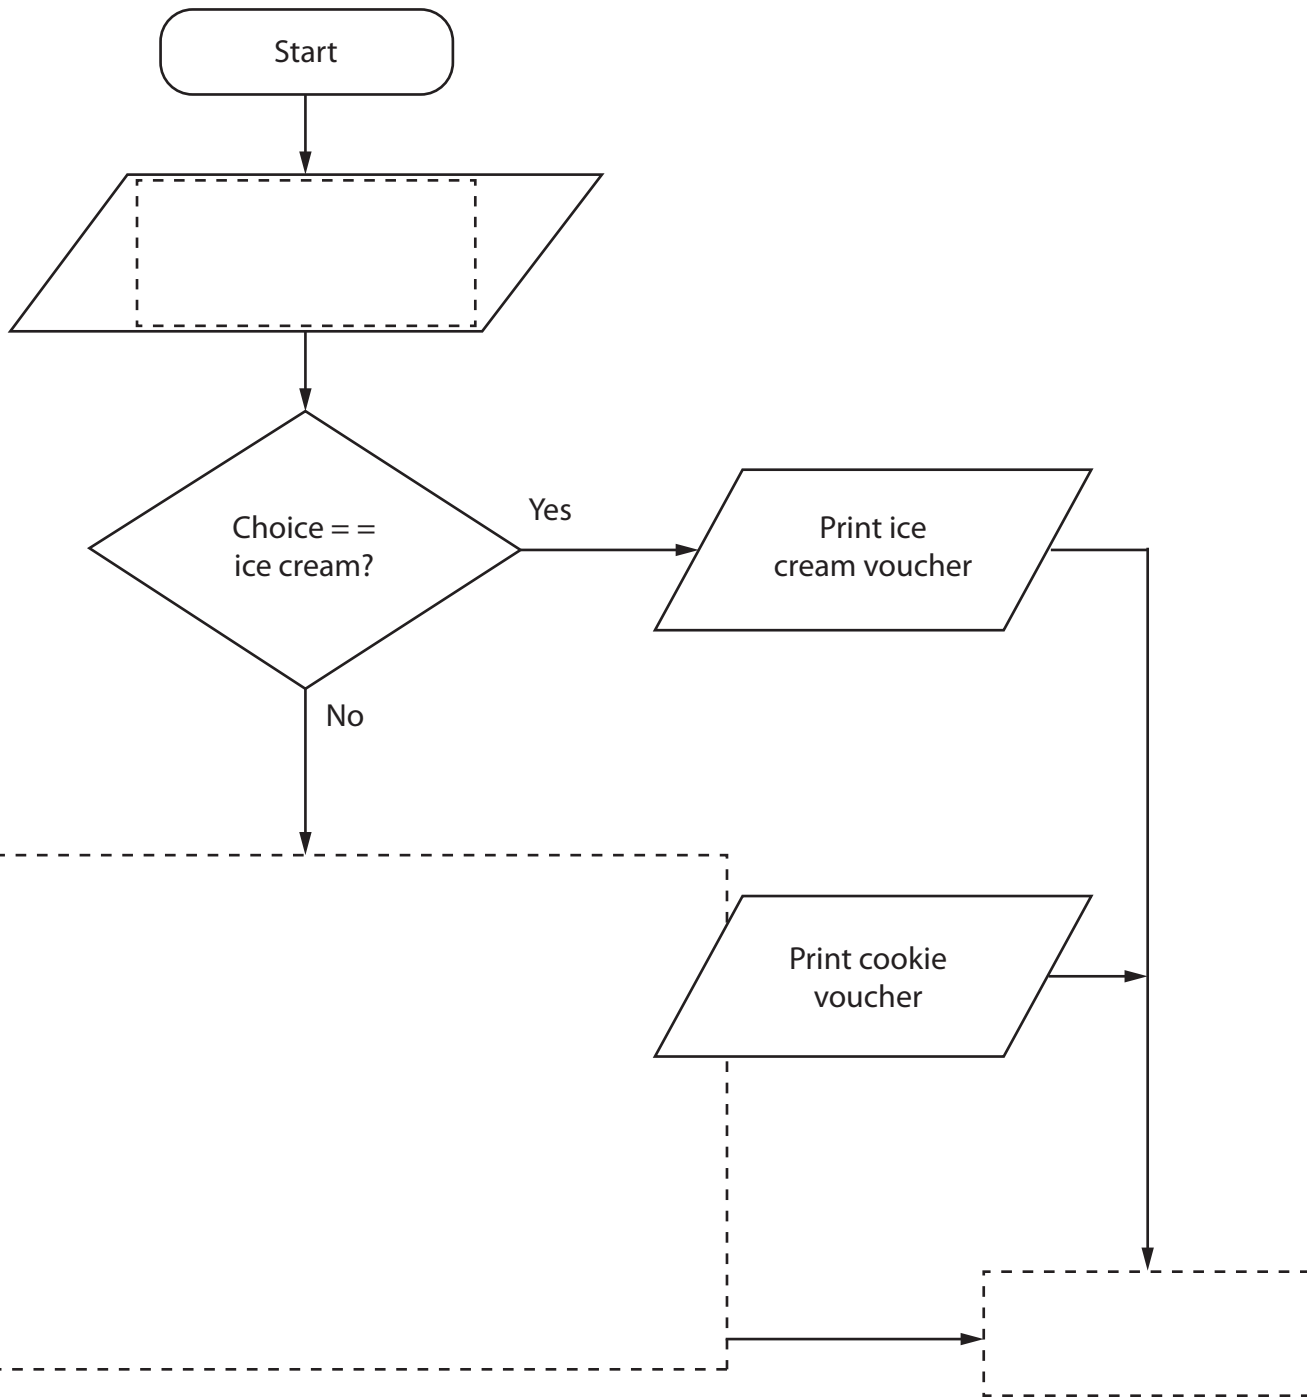 Start
Choice = =
ice cream?
Yes
Print ice
cream voucher
No
Print cookie
voucher